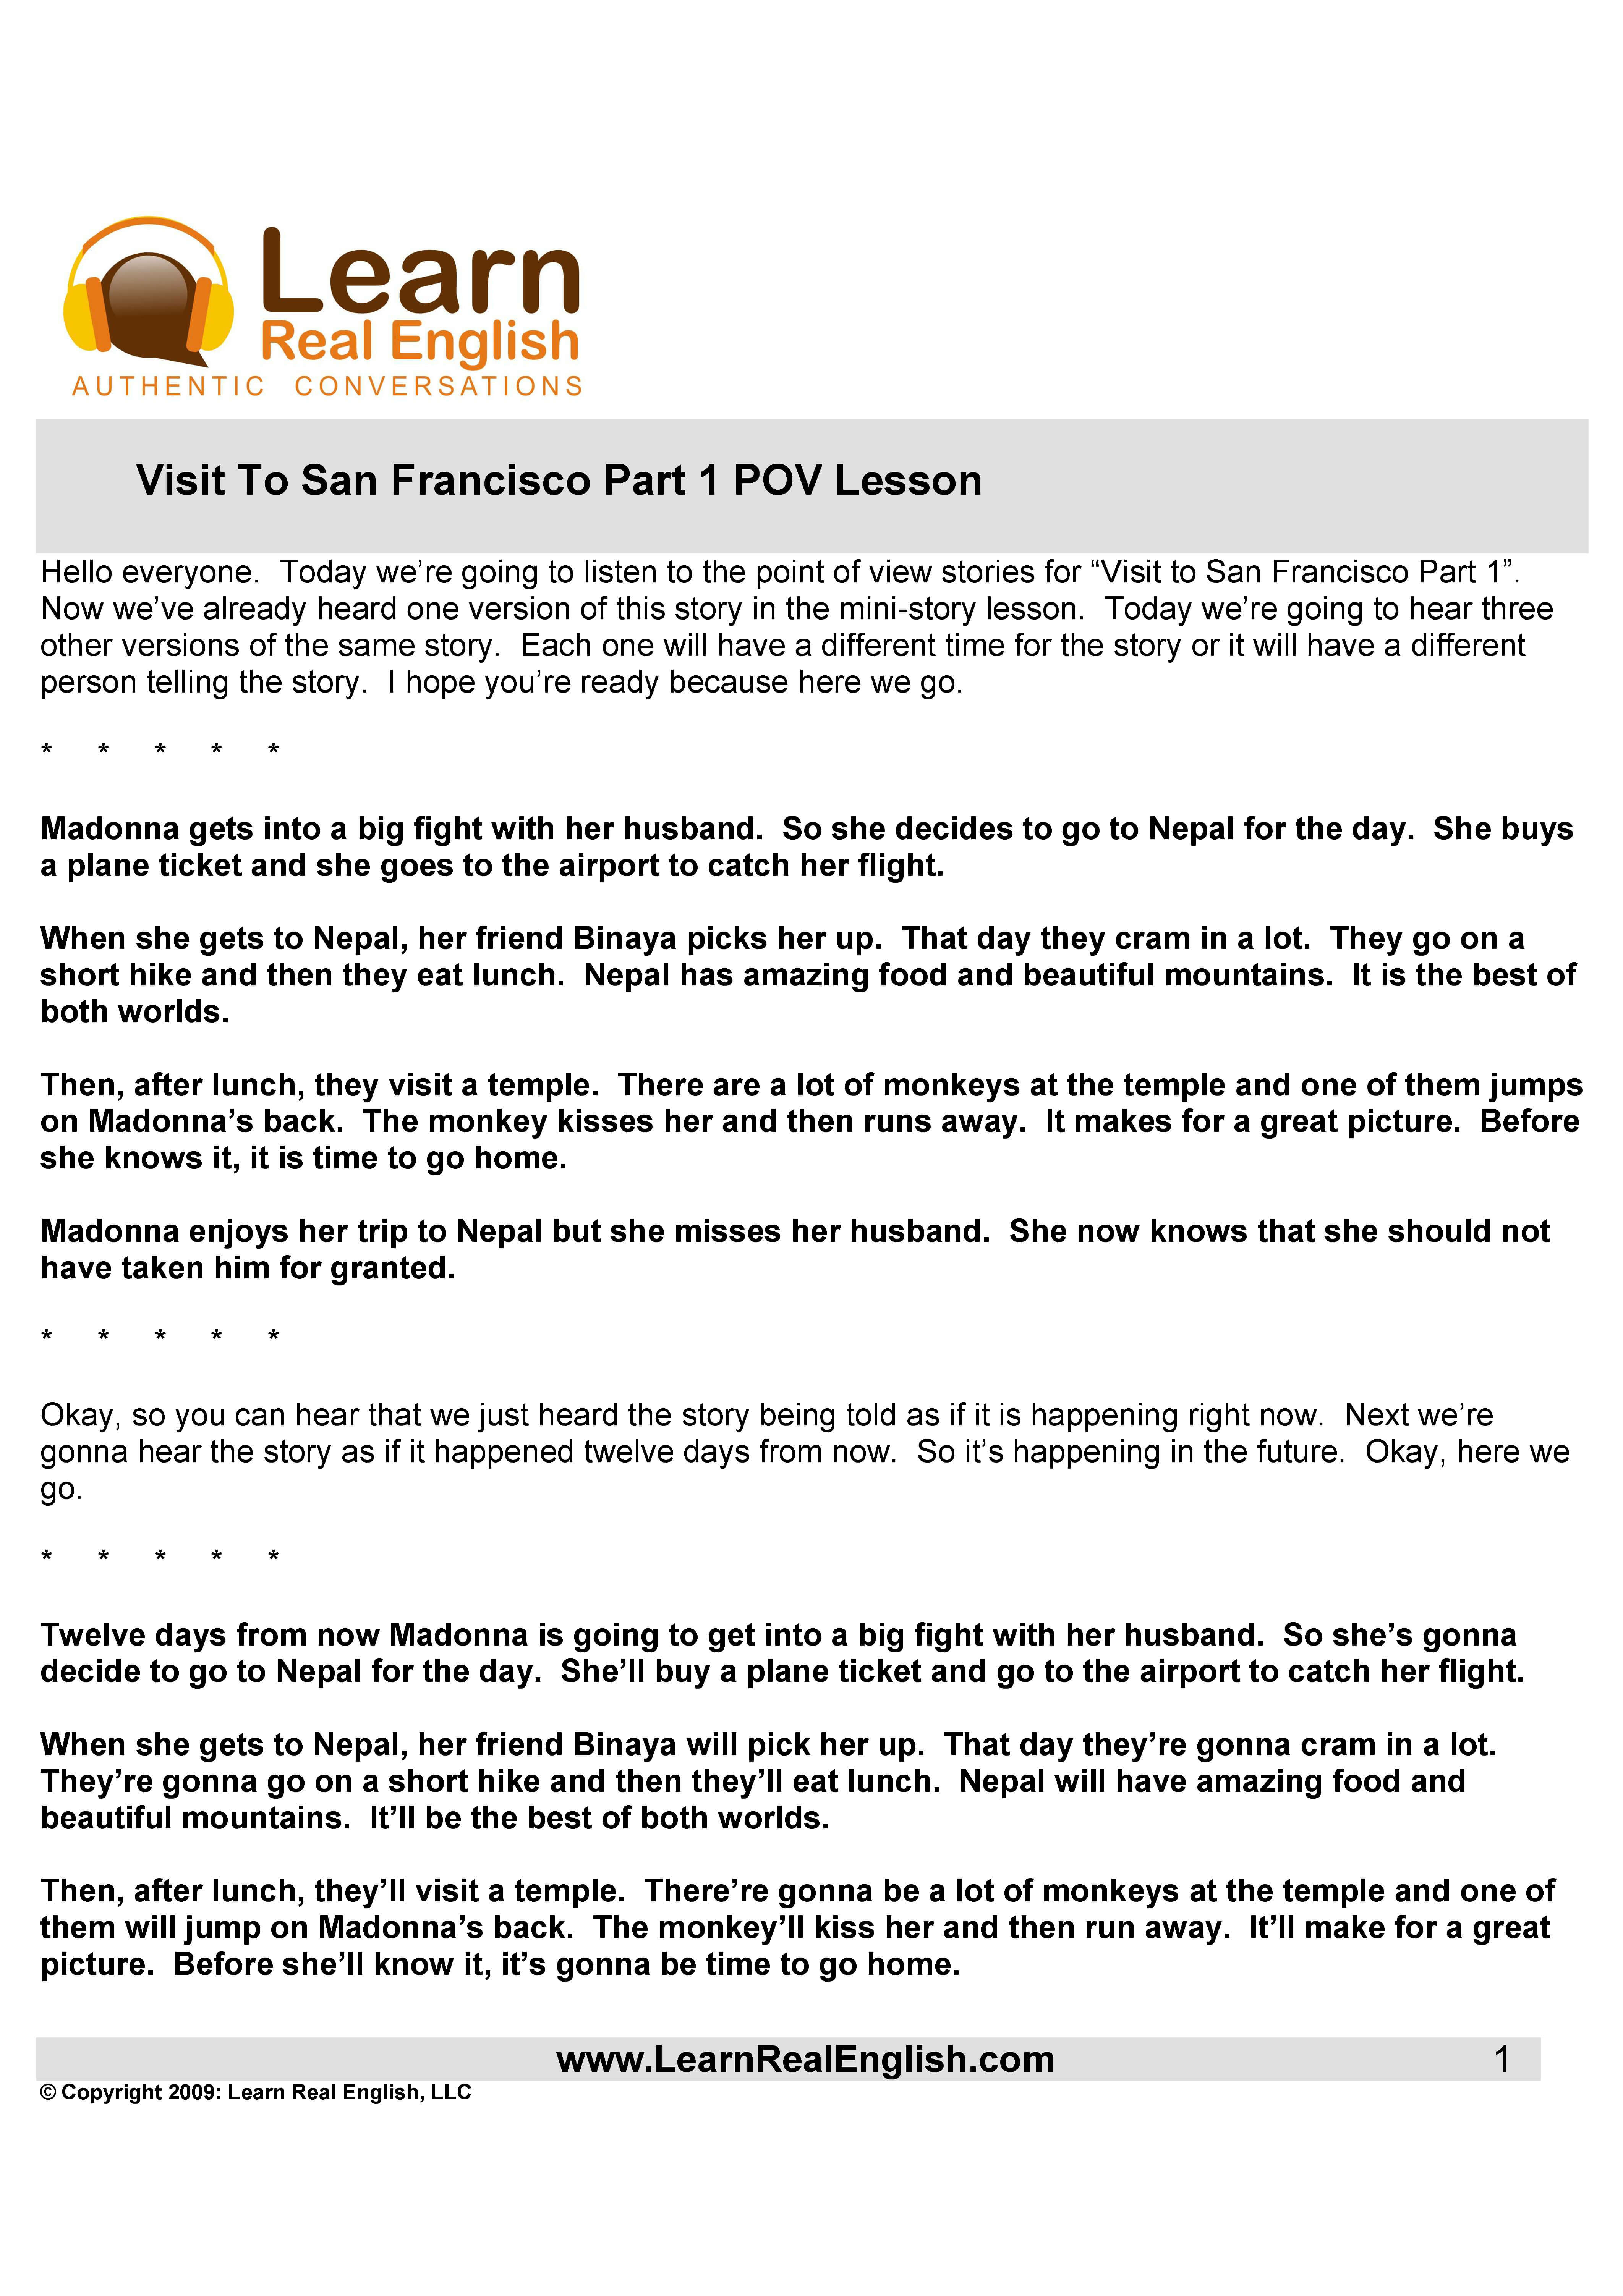 Learn
Real English
AUTHENTIC CONVERSATIONS
Visit To San Francisco Part 1 POV Lesson
Hello everyone. Today we’re going to listen to the point of view stories for “Visit to San Francisco Part 1”.
Now we’ve already heard one version of this story in the mini-story lesson. Today we’re going to hear three
other versions of the same story. Each one will have a different time for the story or it will have a different
person telling the story. I hope you’re ready because here we go.
* * * * *
Madonna gets into a big fight with her husband. So she decides to go to Nepal for the day. She buys
a plane ticket and she goes to the airport to catch her flight.
When she gets to Nepal, her friend Binaya picks her up. That day they cram in a lot. They go on a
short hike and then they eat lunch. Nepal has amazing food and beautiful mountains. It is the best of
both worlds.
Then, after lunch, they visit a temple. There are a lot of monkeys at the temple and one of them jumps
on Madonna’s back. The monkey kisses her and then runs away. It makes for a great picture. Before
she knows it, it is time to go home.
Madonna enjoys her trip to Nepal but she misses her husband. She now knows that she should not
have taken him for granted.
* * * * *
Okay, so you can hear that we just heard the story being told as if it is happening right now. Next we’re
gonna hear the story as if it happened twelve days from now. So it’s happening in the future. Okay, here we
go.
* * * * *
Twelve days from now Madonna is going to get into a big fight with her husband. So she’s gonna
decide to go to Nepal for the day. She’ll buy a plane ticket and go to the airport to catch her flight.
When she gets to Nepal, her friend Binaya will pick her up. That day they’re gonna cram in a lot.
They’re gonna go on a short hike and then they’ll eat lunch. Nepal will have amazing food and
beautiful mountains. It’ll be the best of both worlds.
Then, after lunch, they’ll visit a temple. There’re gonna be a lot of monkeys at the temple and one of
them will jump on Madonna’s back. The monkey’ll kiss her and then run away. It’ll make for a great
picture. Before she’ll know it, it’s gonna be time to go home.
www.LearnRealEnglish.com 1
© Copyright 2009: Learn Real English, LLC